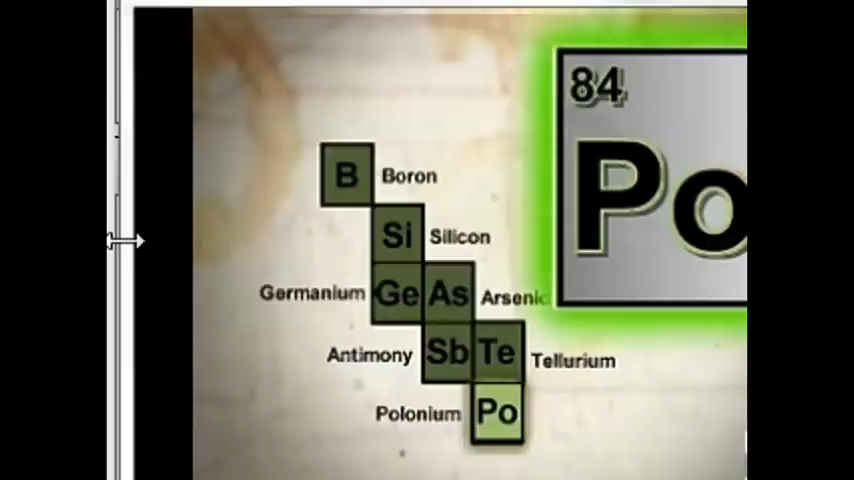 84
Po
B Boron
Si Silicon
Germanium Ge As Arsenic
Antimony Sb Te Tellurium
Polonium Po